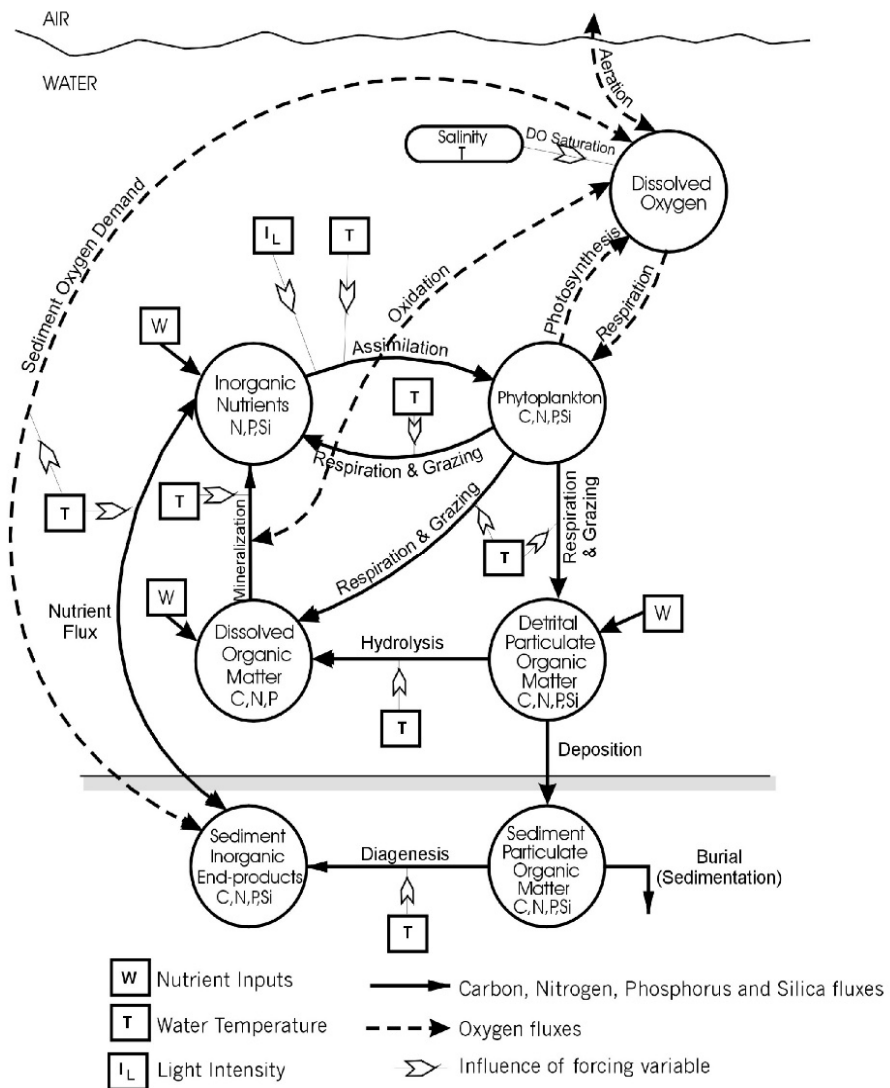 AIR
WATER
Aeration
Salinity
T
DO Saturation
Dissolved
Oxygen
Sediment Oxygen Demand
I L
T
Oxidation
Photosynthesis
Respiration
W
Assimilation
Inorganic
Nutrients
N,P,Si
T
Phytoplankton
C,N,P,Si
Respiration & Grazing
T
T
Mineralization
Respiration & Grazing
T
Respiration
& Grazing
Nutrient
Flux
W
Dissolved
Organic
Matter
C,N,P
Hydrolysis
T
Detrital
Particulate
Organic
Matter
C,N,P,Si
W
Deposition
Sediment
Inorganic
End-products
C,N,P,Si
Diagenesis
T
Sediment
Particulate
Organic
Matter
C,N,P,Si
Burial
(Sedimentation)
W Nutrient Inputs
T Water Temperature
I L Light Intensity
Carbon, Nitrogen, Phosphorus and Silica fluxes
Oxygen fluxes
Influence of forcing variable